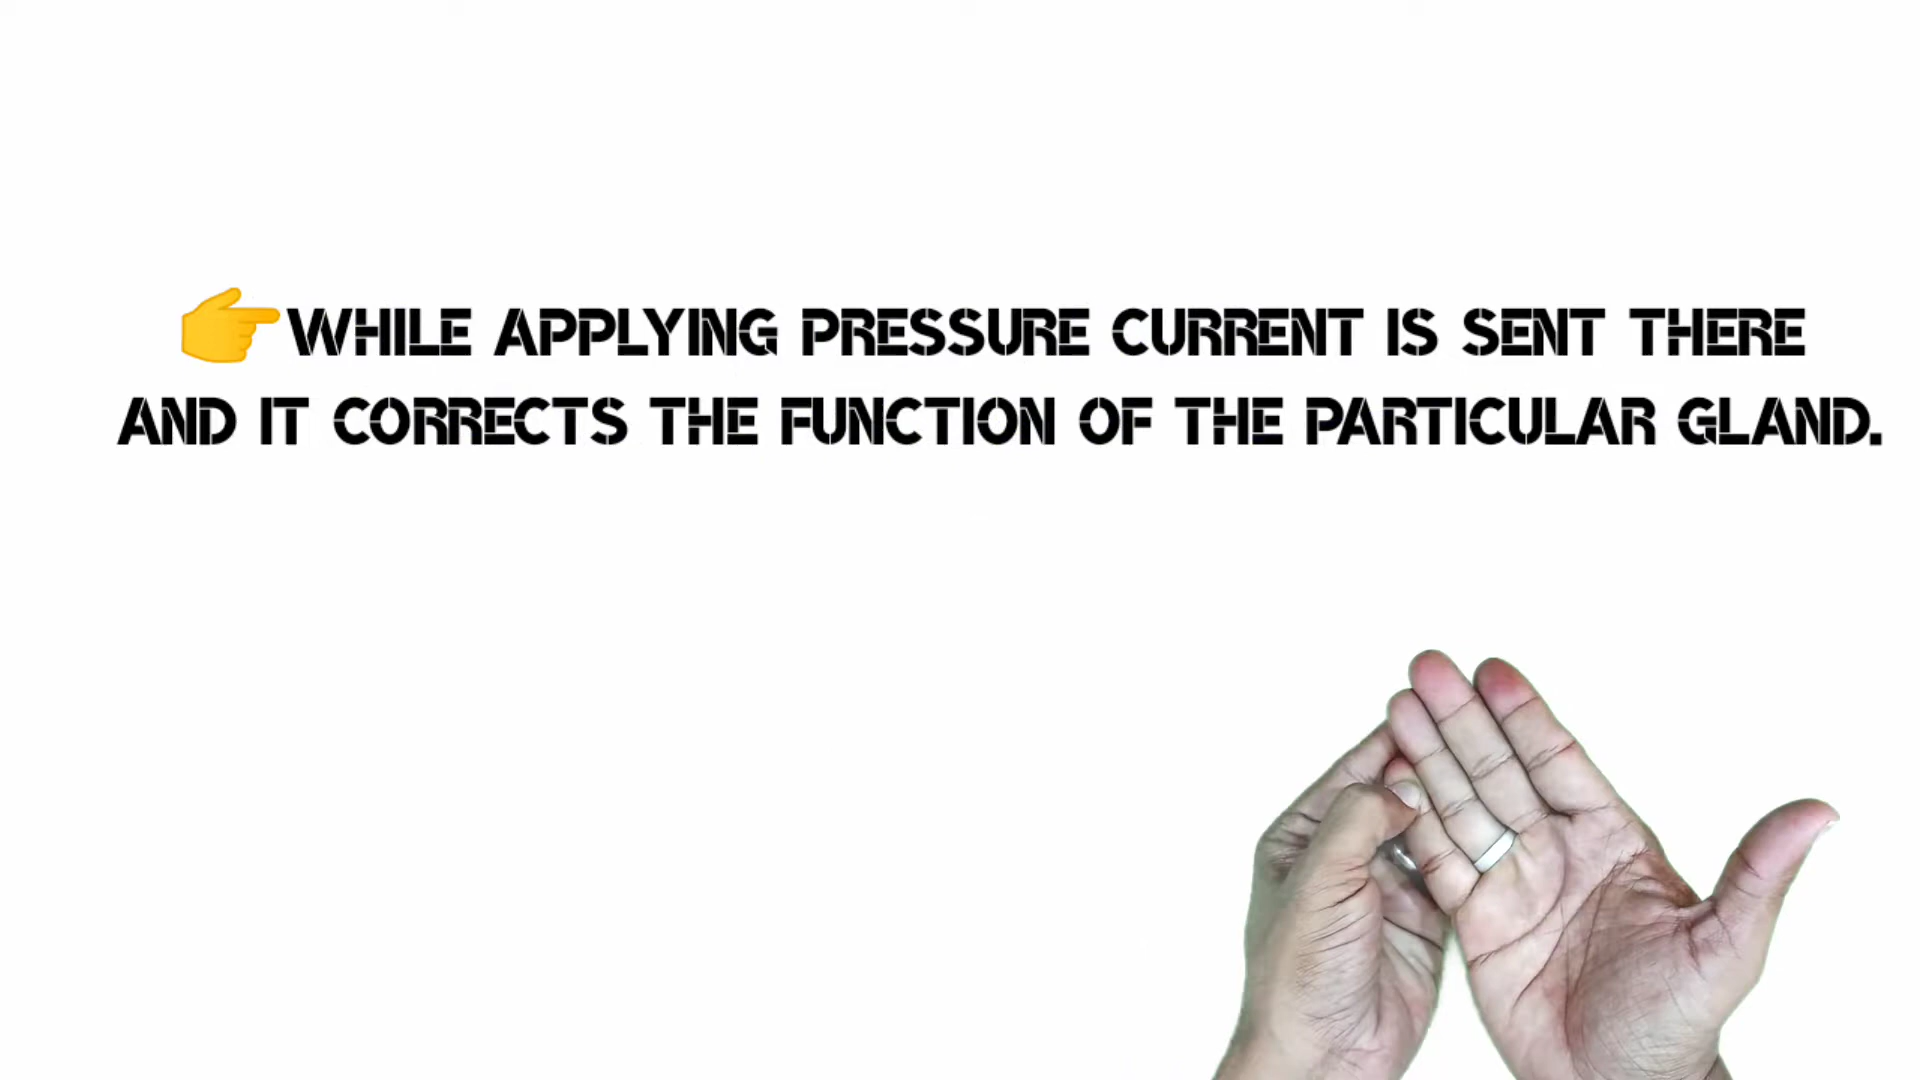 👉WHILE APPLYING PRESSURE CURRENT IS SENT THERE
AND IT CORRECTS THE FUNCTION OF THE PARTICULAR GLAND.